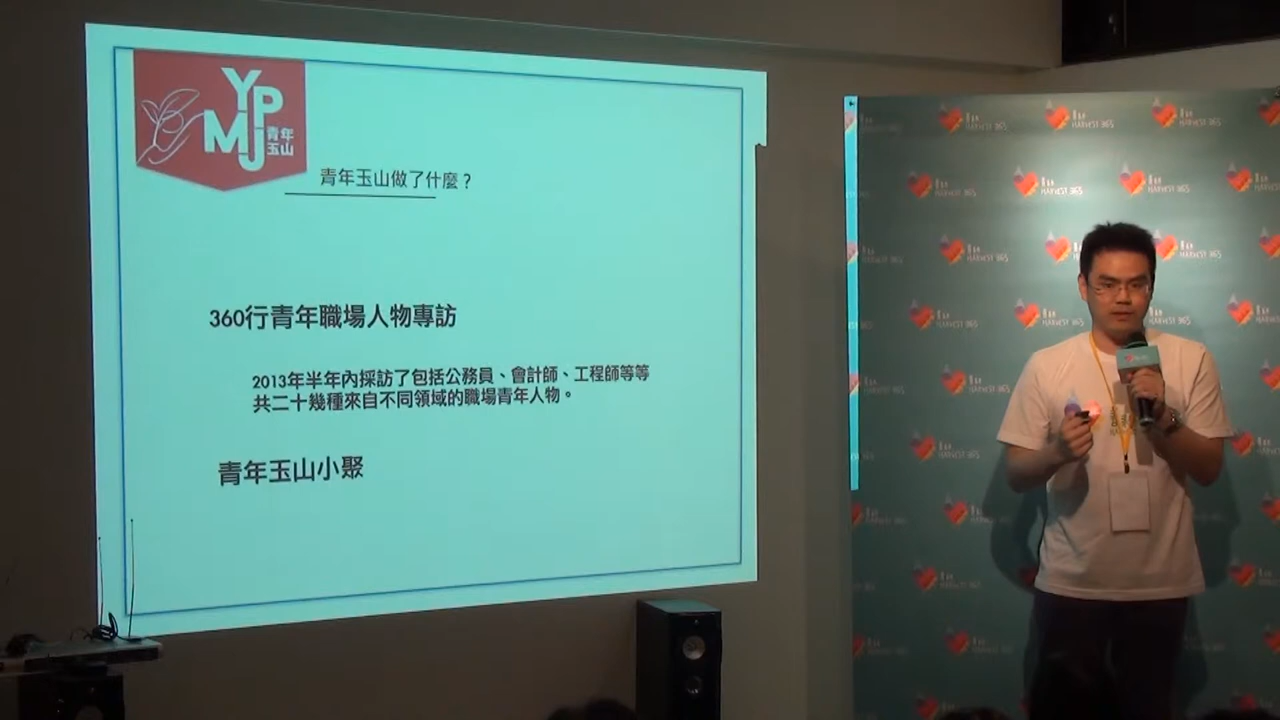 YP
MJ
青年
玉山
青年玉山做了什麼？
360行青年職場人物專訪
2013年半年內採訪了包括公務員、會計師、工程師等等
共二十幾種來自不同領域的職場青年人物。
青年玉山小聚
HARVEST 365